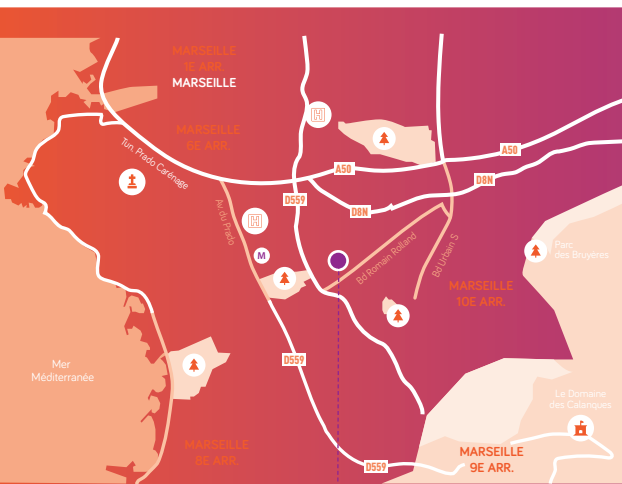 MARSEILLE
1E ARR.
MARSEILLE
MARSEILLE
6E ARR.
Tun. Prado Carénage
H
A50
A50
D8N
D559
D8N
Av du Prado
H
M
Bd Romain Rolland
Bd Urbain S
Parc
des Bruyères
MARSEILLE
10E ARR.
Mer
Méditerranée
D559
Le Domaine
des Calanques
MARSEILLE
8E ARR.
MARSEILLE
9E ARR.
D559